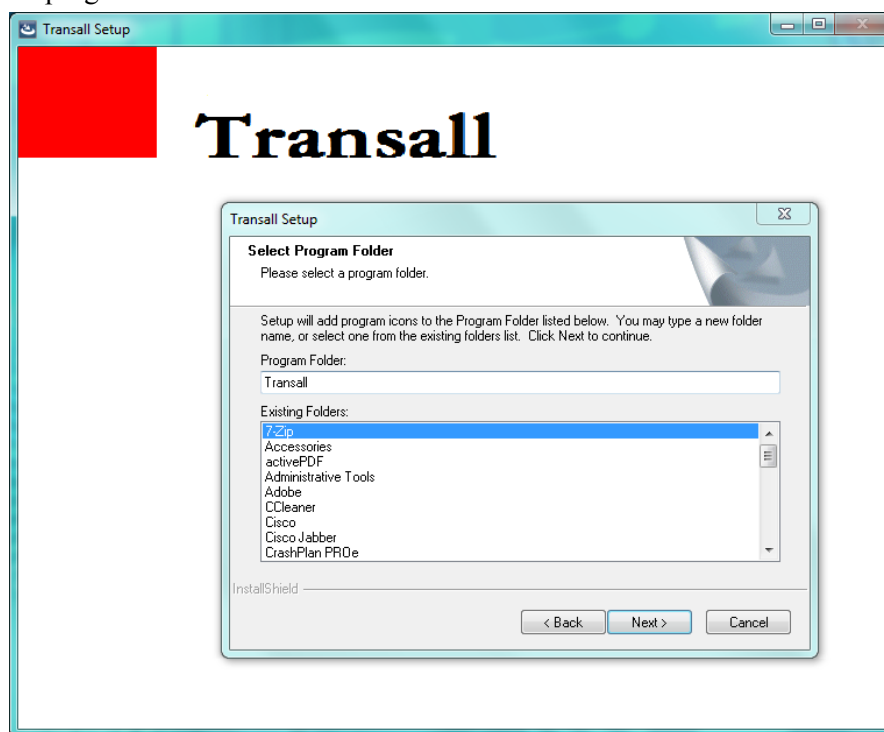 Transall Setup
Transall
Transall Setup
Select Program Folder
Please select a program folder.
Setup will add program icons to the Program Folder listed below. You may type a new folder
name, or select one from the existing folders list. Click Next to continue.
Program Folder:
Transall
Existing Folders:
7-Zip
Accessories
activePDF
Administrative Tools
Adobe
CCleaner
Cisco
Cisco Jabber
CrashPlan PROe
InstallShield
< Back Next > Cancel